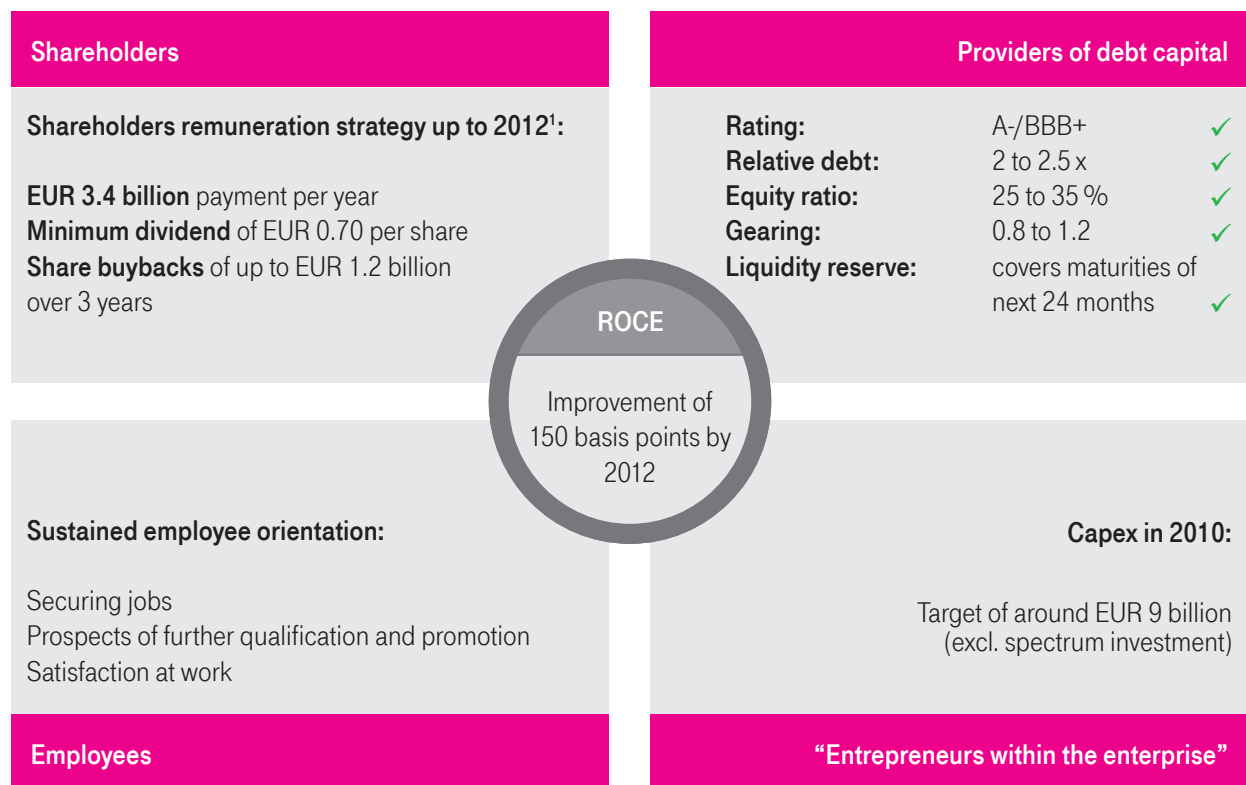 Shareholders
Shareholders remuneration strategy up to 2012¹:
EUR 3.4 billion payment per year
Minimum dividend of EUR 0.70 per share
Share buybacks of up to EUR 1.2 billion
over 3 years
Providers of debt capital
Rating: A-/BBB+ ✓
Relative debt: 2 to 2.5 x ✓
Equity ratio: 25 to 35 % ✓
Gearing: 0.8 to 1.2 ✓
Liquidity reserve: covers maturities of
next 24 months ✓
ROCE
Improvement of
150 basis points by
2012
Sustained employee orientation:
Securing jobs
Prospects of further qualification and promotion
Satisfaction at work
Employees
Capex in 2010:
Target of around EUR 9 billion
(excl. spectrum investment)
“Entrepreneurs within the enterprise”